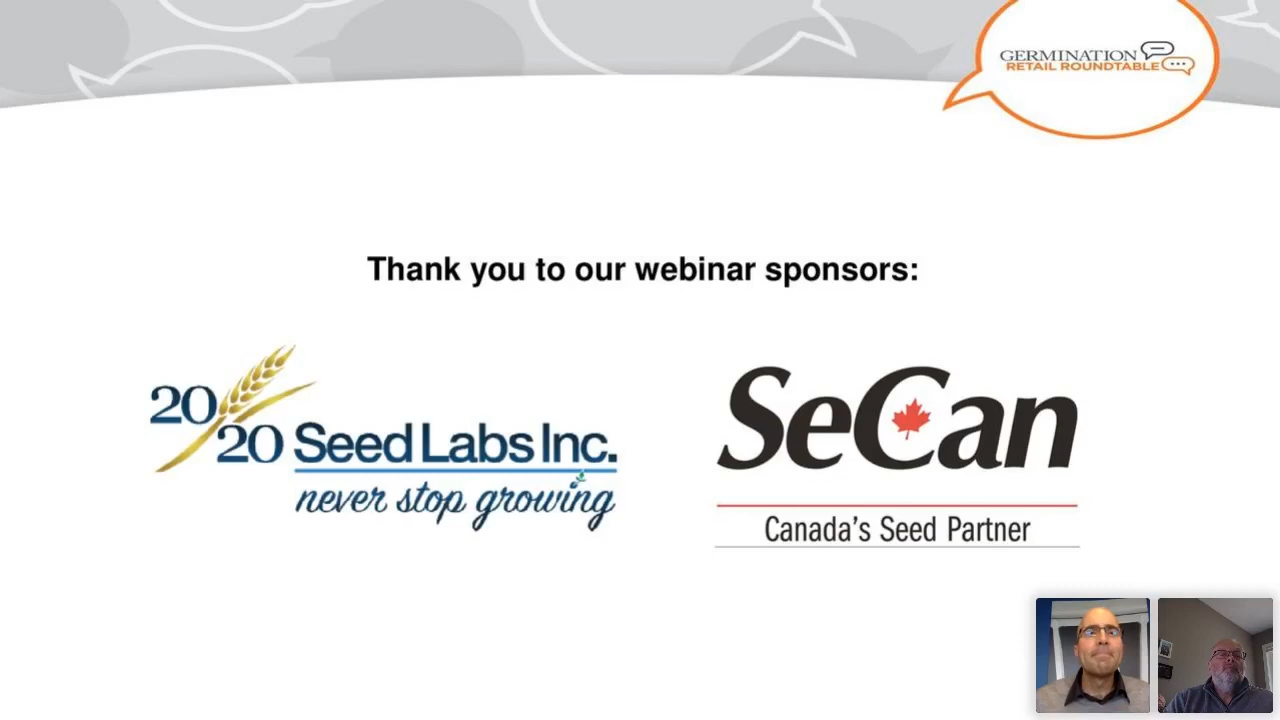 GERMINATION
RETAIL ROUNDTABLE
Thank you to our webinar sponsors:
20/20 Seed Labs Inc.
never stop growing
SeCan
Canada's Seed Partner